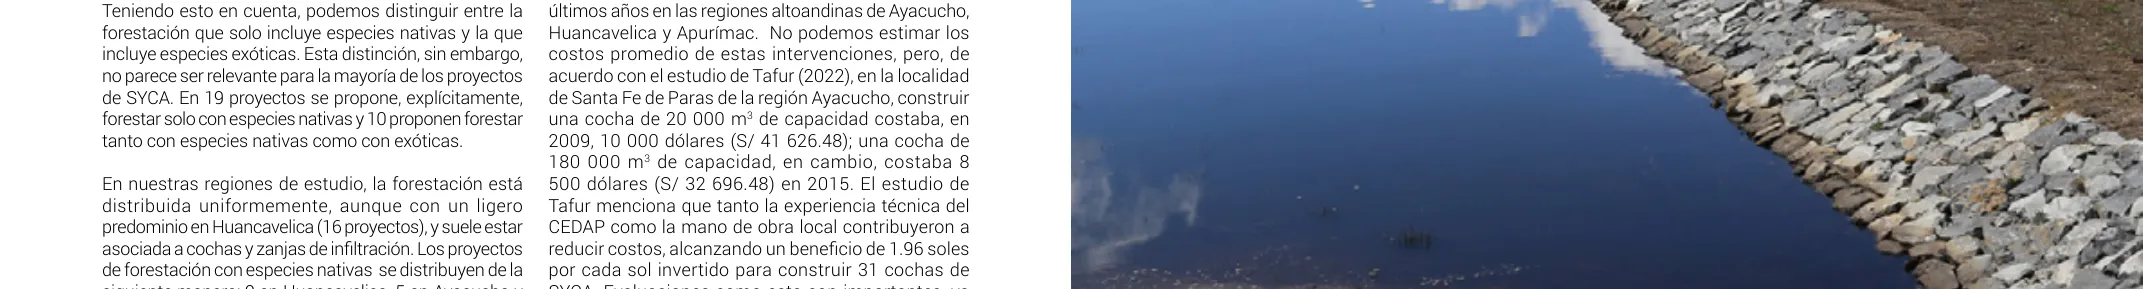 Teniendo esto en cuenta, podemos distinguir entre la
forestación que solo incluye especies nativas y la que
incluye especies exóticas. Esta distinción, sin embargo,
no parece ser relevante para la mayoría de los proyectos
de SYCA. En 19 proyectos se propone, explícitamente,
forestar solo con especies nativas y 10 proponen forestar
tanto con especies nativas como con exóticas.
En nuestras regiones de estudio, la forestación está
distribuida uniformemente, aunque con un ligero
predominio en Huancavelica (16 proyectos), y suele estar
asociada a cochas y zanjas de infiltración. Los proyectos
de forestación con especies nativas se distribuyen de la
últimos años en las regiones altoandinas de Ayacucho,
Huancavelica y Apurímac. No podemos estimar los
costos promedio de estas intervenciones, pero, de
acuerdo con el estudio de Tafur (2022), en la localidad
de Santa Fe de Paras de la región Ayacucho, construir
una cocha de 20 000 m³ de capacidad costaba, en
2009, 10 000 dólares (S/ 41 626.48); una cocha de
180 000 m³ de capacidad, en cambio, costaba 8
500 dólares (S/ 32 696.48) en 2015. El estudio de
Tafur menciona que tanto la experiencia técnica del
CEDAP como la mano de obra local contribuyeron a
reducir costos, alcanzando un beneficio de 1.96 soles
por cada sol invertido para construir 31 cochas de